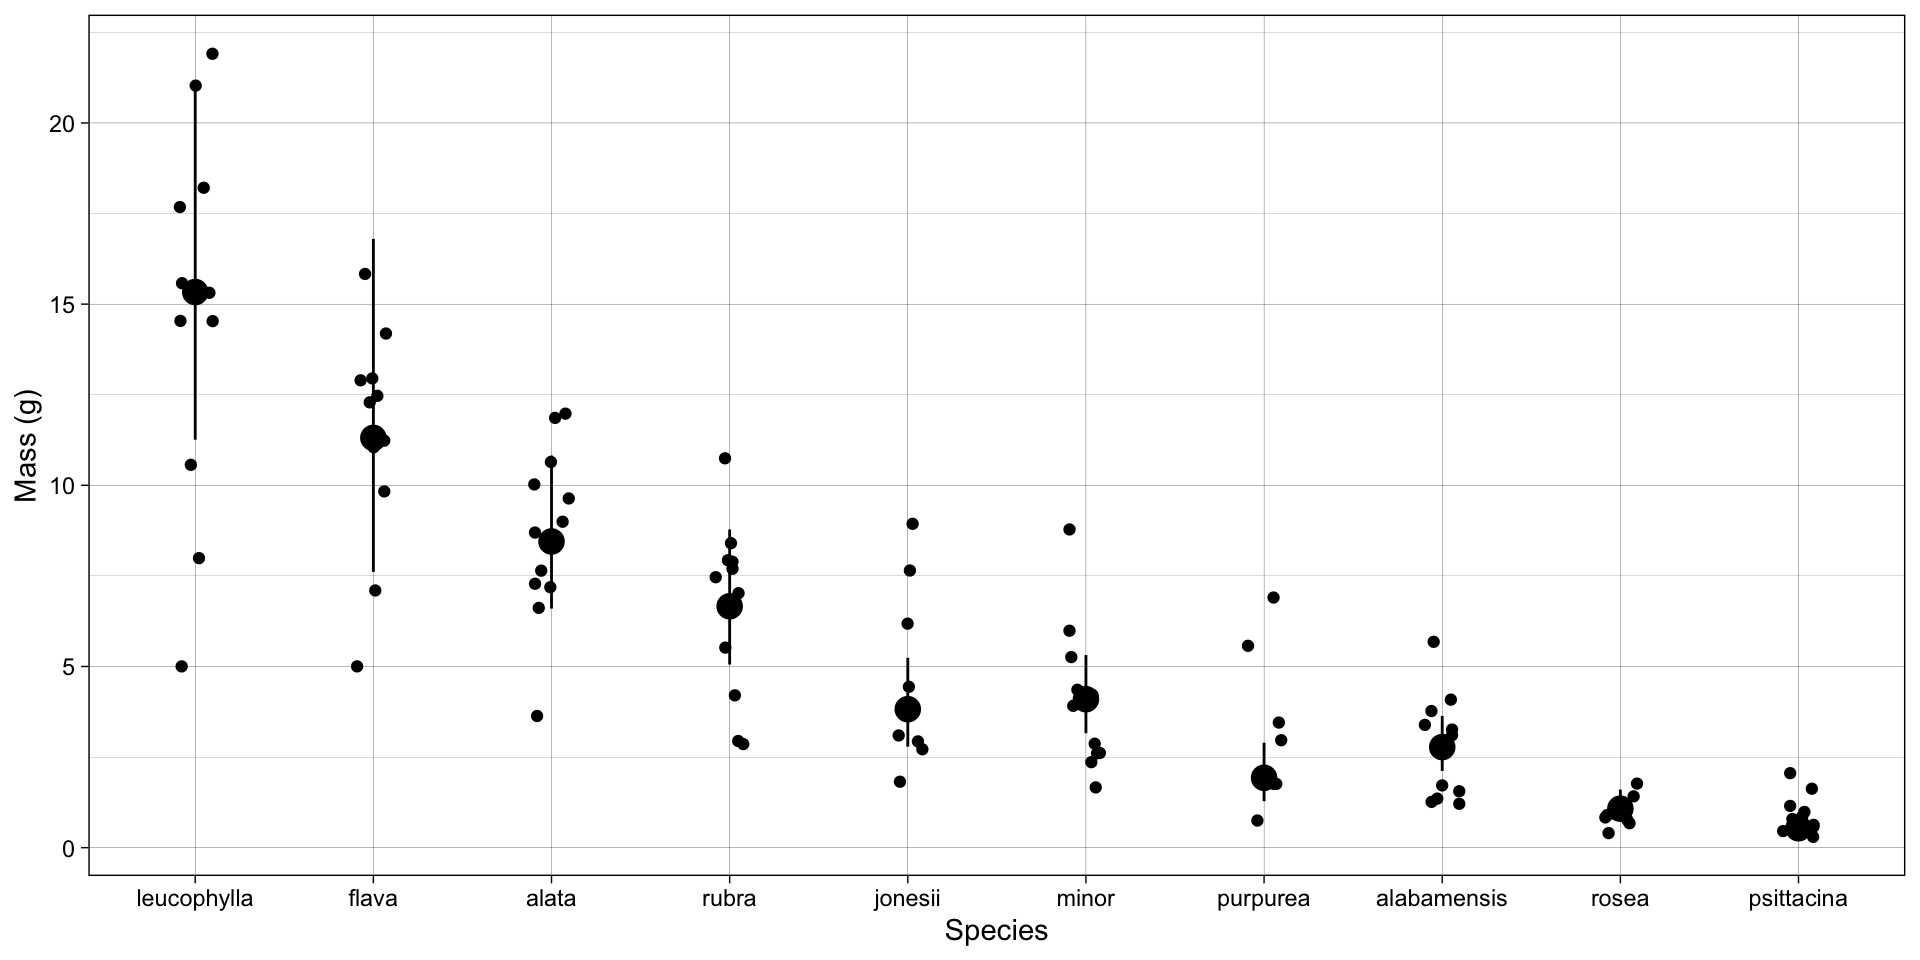 Mass (g)
20
15
10
5
0
leucophylla flava alata rubra jonesii minor purpurea alabamensis rosea psittacina
Species